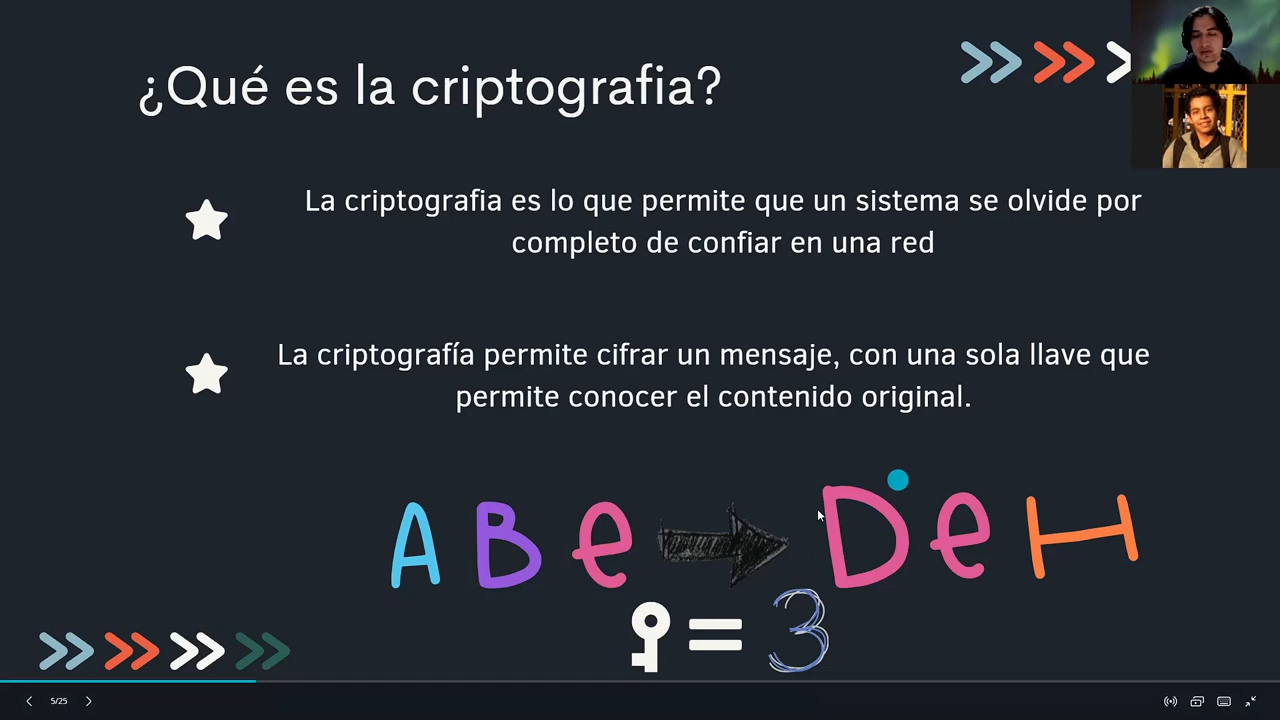 ¿Qué es la criptografia?
La criptografia es lo que permite que un sistema se olvide por
completo de confiar en una red
La criptografía permite cifrar un mensaje, con una sola llave que
permite conocer el contenido original.
A B e D e H
= 3
5/25